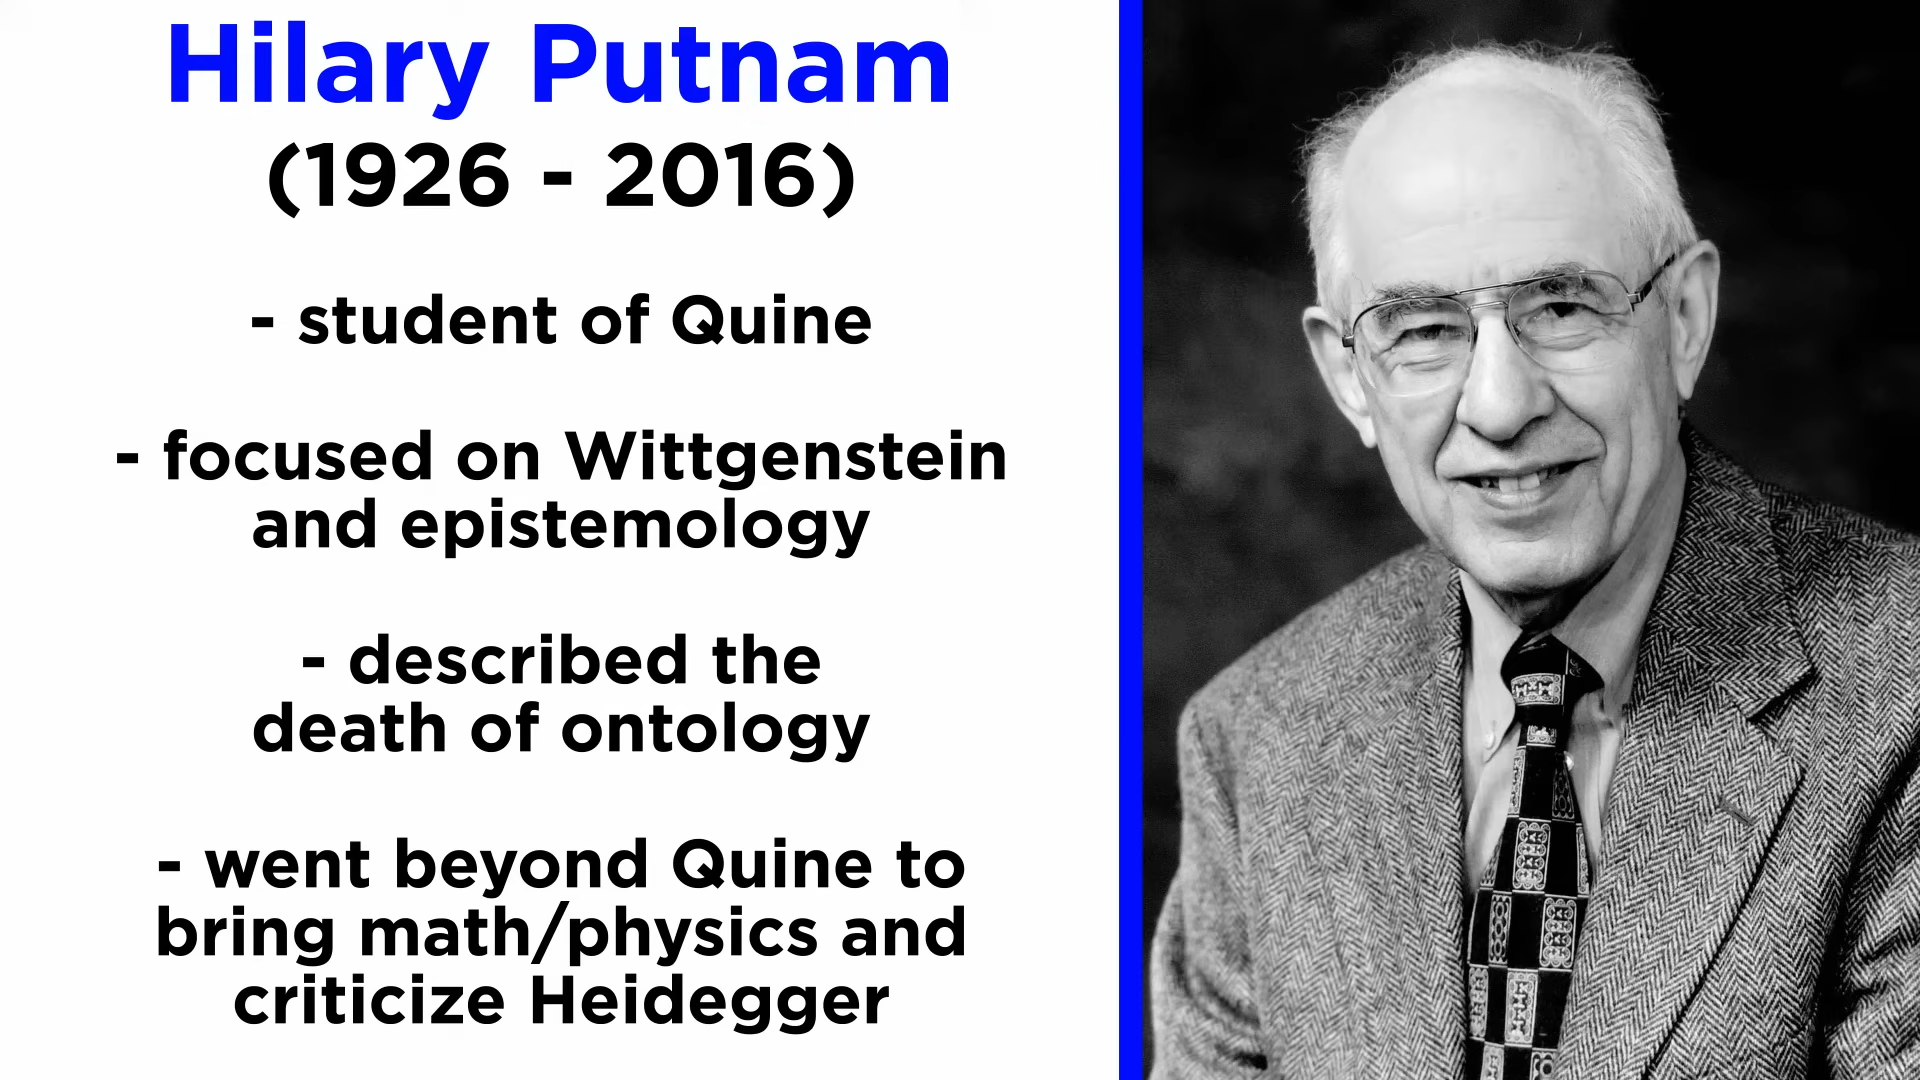 Hilary Putnam
(1926 - 2016)
- student of Quine
- focused on Wittgenstein
and epistemology
- described the
death of ontology
- went beyond Quine to
bring math/physics and
criticize Heidegger